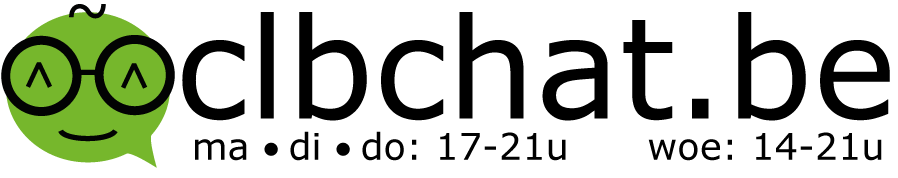 clbchat.be
ma • di • do: 17-21u woe: 14-21u